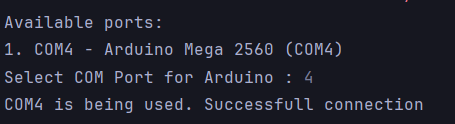 Available ports:
1. COM4 - Arduino Mega 2560 (COM4)
Select COM Port for Arduino : 4
COM4 is being used. Successfull connection